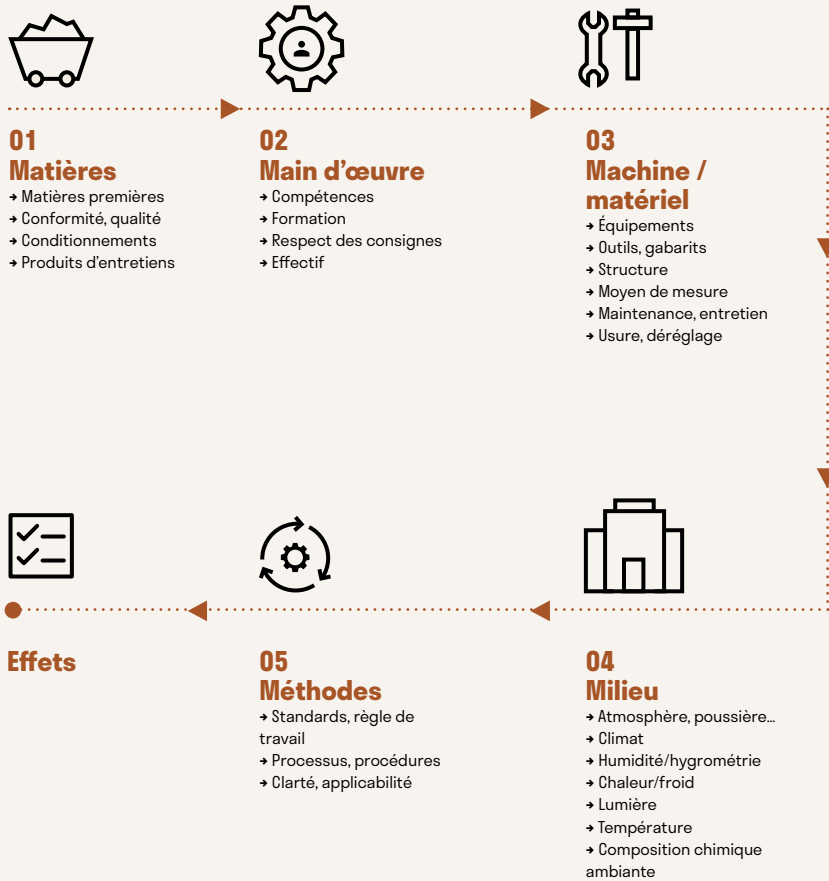 01
Matières
→ Matières premières
→ Conformité, qualité
→ Conditionnements
→ Produits d’entretiens
02
Main d’œuvre
→ Compétences
→ Formation
→ Respect des consignes
→ Effectif
03
Machine /
matériel
→ Équipements
→ Outils, gabarits
→ Structure
→ Moyen de mesure
→ Maintenance, entretien
→ Usure, déréglage
04
Milieu
→ Atmosphère, poussière…
→ Climat
→ Humidité/hygrométrie
→ Chaleur/froid
→ Lumière
→ Température
→ Composition chimique
ambiante
05
Méthodes
→ Standards, règle de
travail
→ Processus, procédures
→ Clarté, applicabilité
Effets